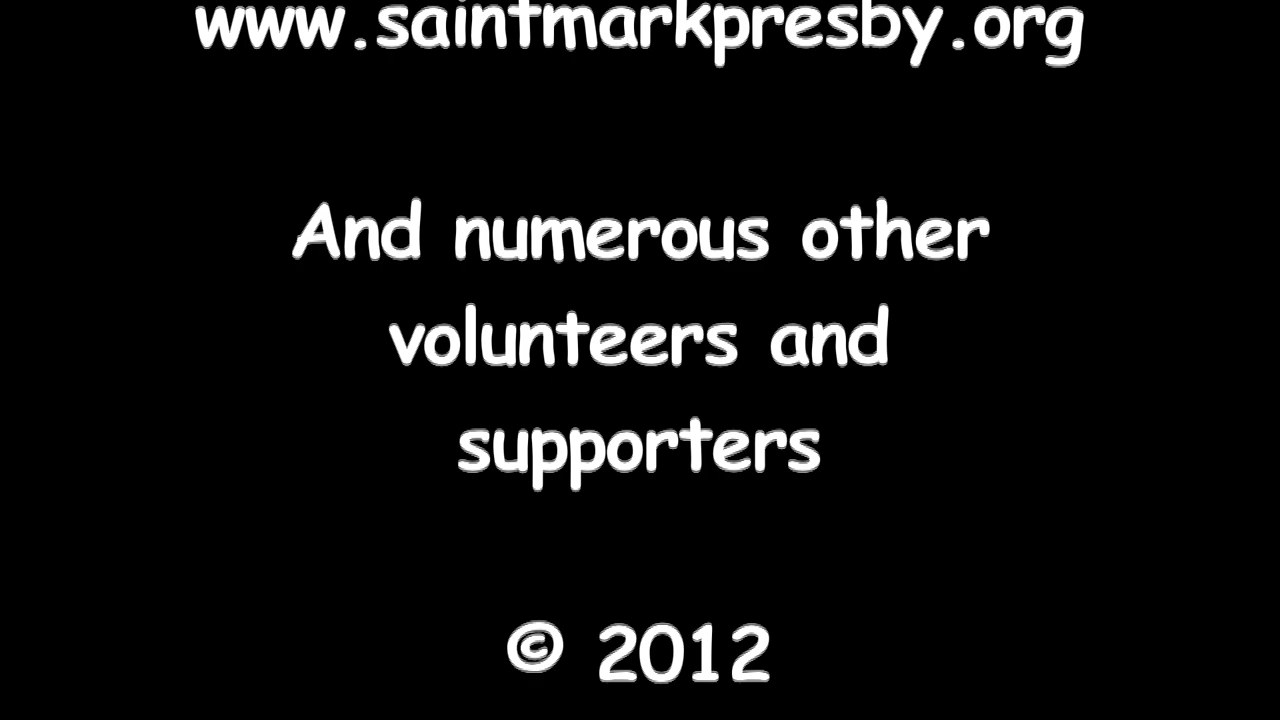 www.saintmarkpresby.org
And numerous other
volunteers and
supporters
© 2012